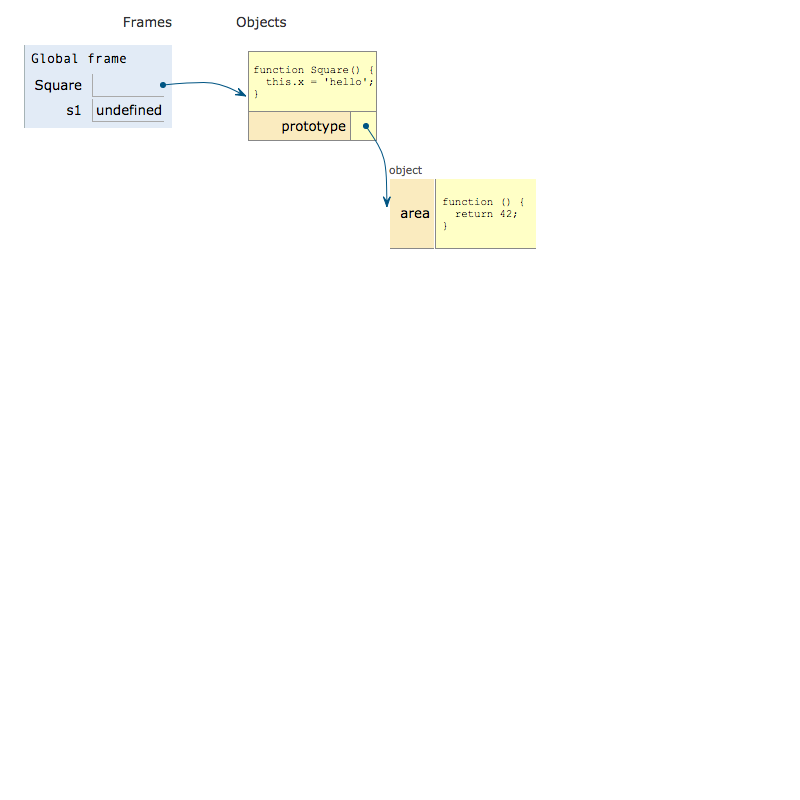 Frames
Objects
Global frame
Square
s1 undefined
function Square() {
  this.x = 'hello';
}
prototype
object
area
function () {
  return 42;
}